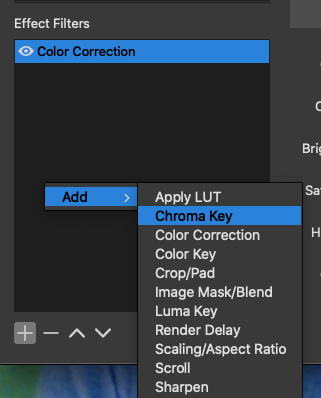 Effect Filters
Color Correction
Brig
Sat
H
Add
Apply LUT
Chroma Key
Color Correction
Color Key
Crop/Pad
Image Mask/Blend
Luma Key
Render Delay
Scaling/Aspect Ratio
Scroll
Sharpen